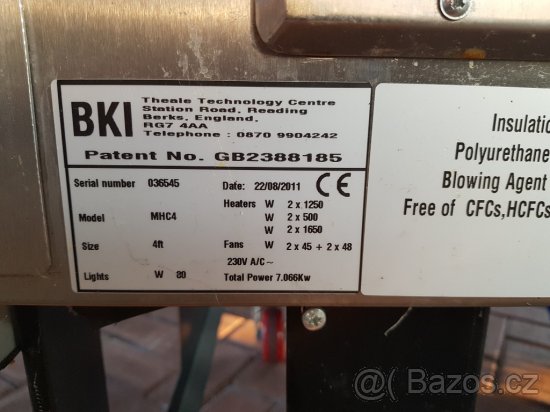 BKI
Theale Technology Centre
Station Road, Reading
Berks, England,
RG7 4AA
Telephone : 0870 9904242
Patent No. GB2388185
Serial number 036545 Date: 22/08/2011 CE
Heaters W 2 x 1250
Model MHC4 W 2 x 500
W 2 x 1650
Size 4ft Fans W 2 x 45 + 2 x 48
230V A/C~
Lights W 80 Total Power 7.066Kw
Insulatio
Polyurethane
Blowing Agent
Free of CFCs,HCFCs
@ Bazos.cz